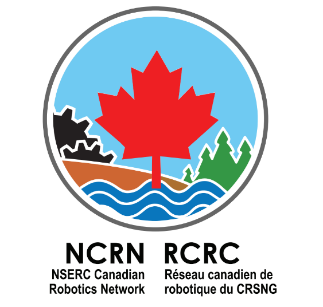 NCRN RCRC
NSERC Canadian Réseau canadien de
Robotics Network robotique du CRSNG